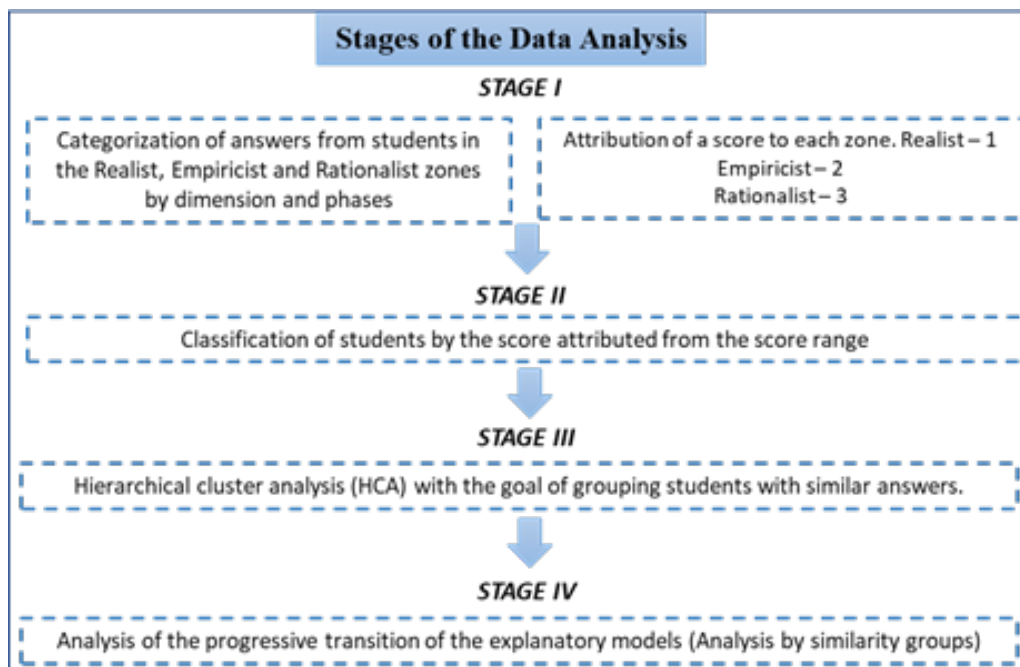 Stages of the Data Analysis
STAGE I
Categorization of answers from students in
the Realist, Empiricist and Rationalist zones
by dimension and phases
Attribution of a score to each zone. Realist – 1
Empiricist – 2
Rationalist – 3
STAGE II
Classification of students by the score attributed from the score range
STAGE III
Hierarchical cluster analysis (HCA) with the goal of grouping students with similar answers.
STAGE IV
Analysis of the progressive transition of the explanatory models (Analysis by similarity groups)